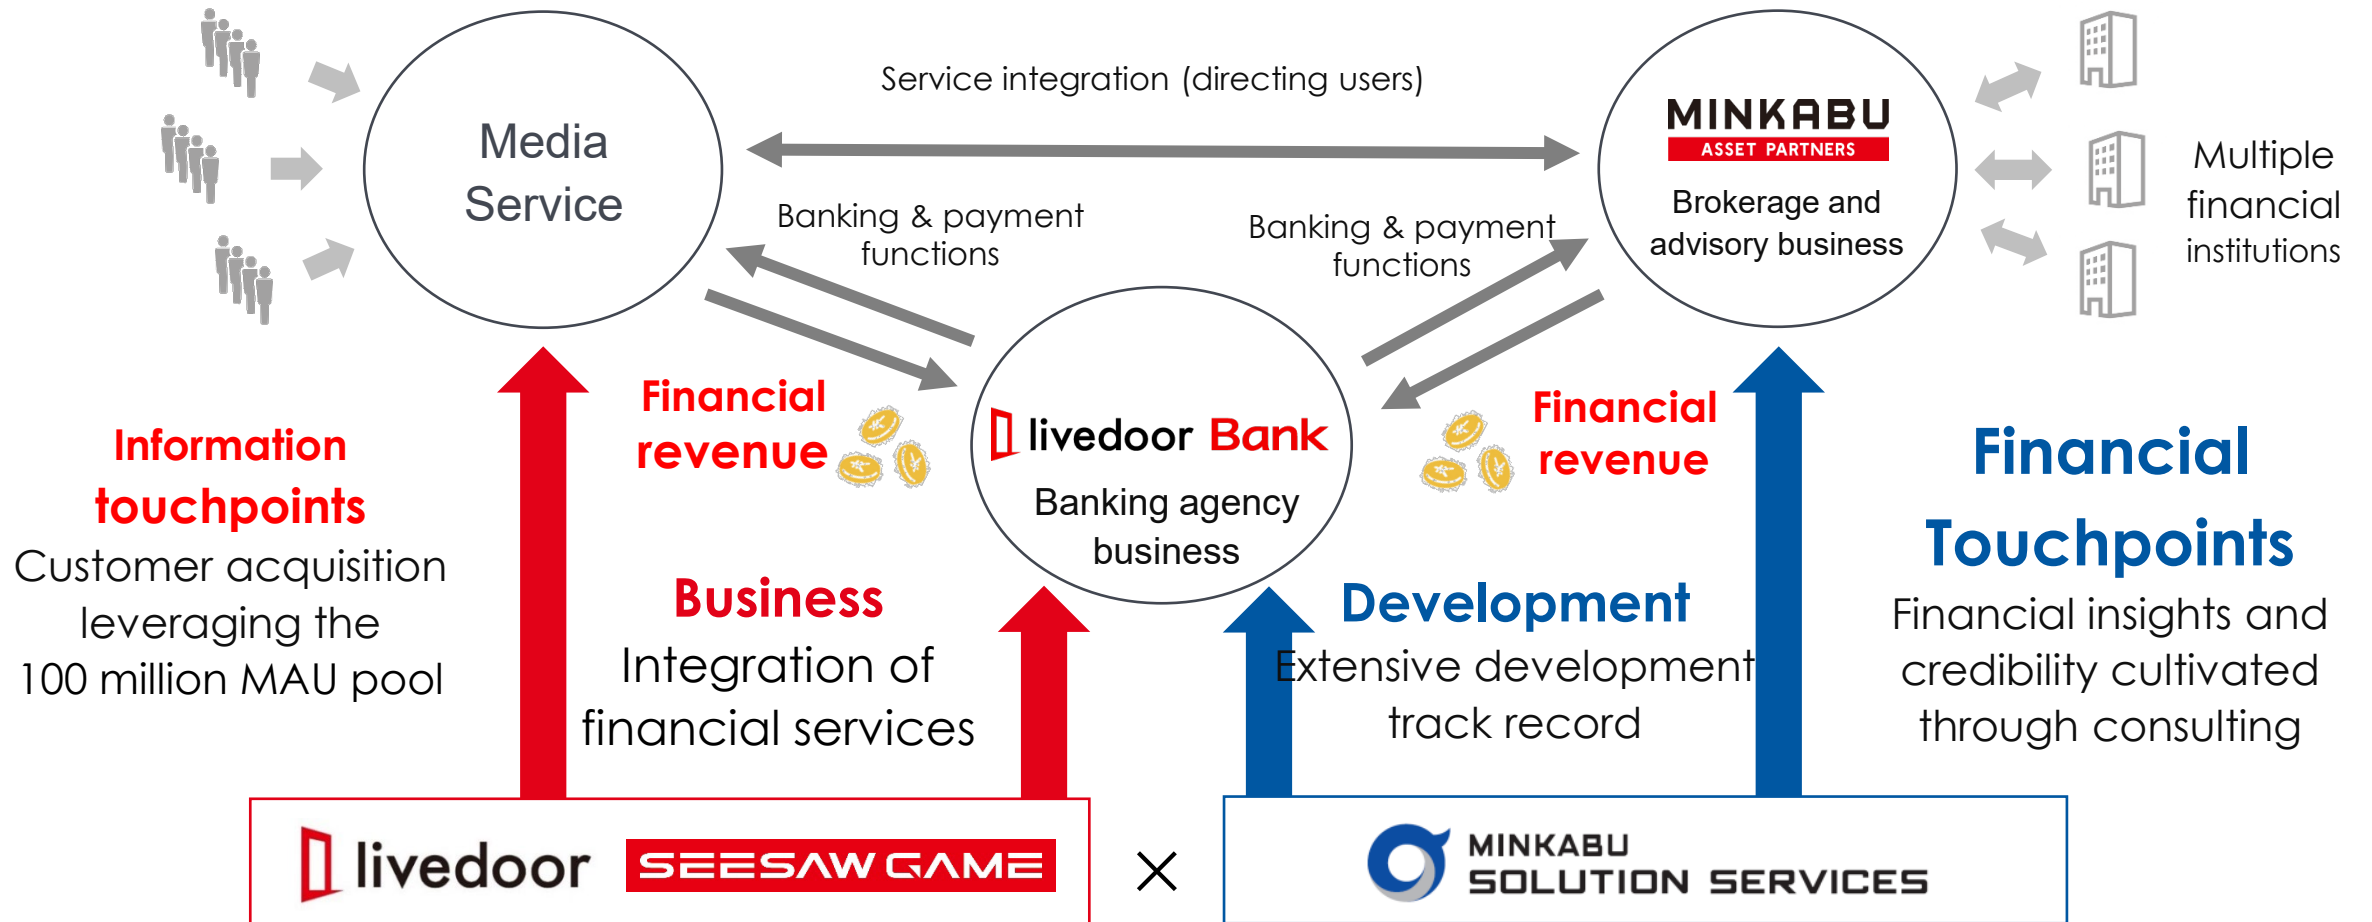 Service integration (directing users)
Media
Service
MINKABU
ASSET PARTNERS
Brokerage and
advisory business
Multiple
financial
institutions
Banking & payment
functions
Banking & payment
functions
Financial
revenue
livedoor Bank
Banking agency
business
Financial
revenue
Information
touchpoints
Customer acquisition
leveraging the
100 million MAU pool
Business
Integration of
financial services
Development
Extensive development
track record
Financial
Touchpoints
Financial insights and
credibility cultivated
through consulting
livedoor
SEESAW GAME
×
MINKABU
SOLUTION SERVICES